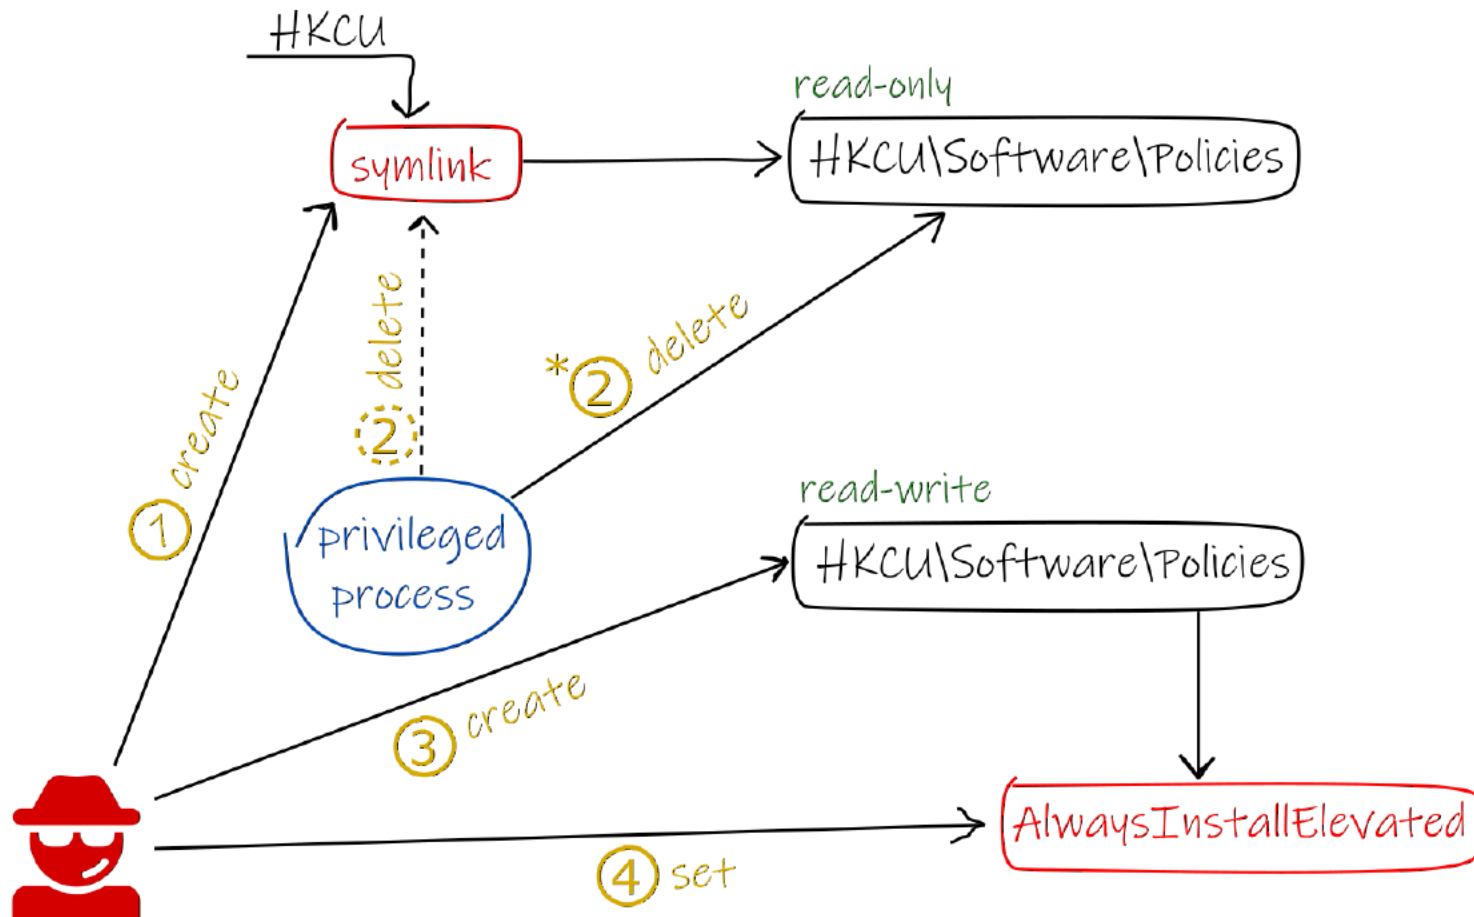 HKCU
read-only
symlink
HKCU\Software\Policies
delete
* 2 delete
2
1 create
read-write
privileged
process
HKCU\Software\Policies
3 create
AlwaysInstallElevated
4 set